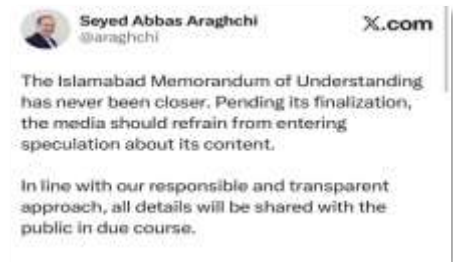 Seyed Abbas Araghchi
@araghchi
X.com
The Islamabad Memorandum of Understanding
has never been closer. Pending its finalization,
the media should refrain from entering
speculation about its content.
In line with our responsible and transparent
approach, all details will be shared with the
public in due course.